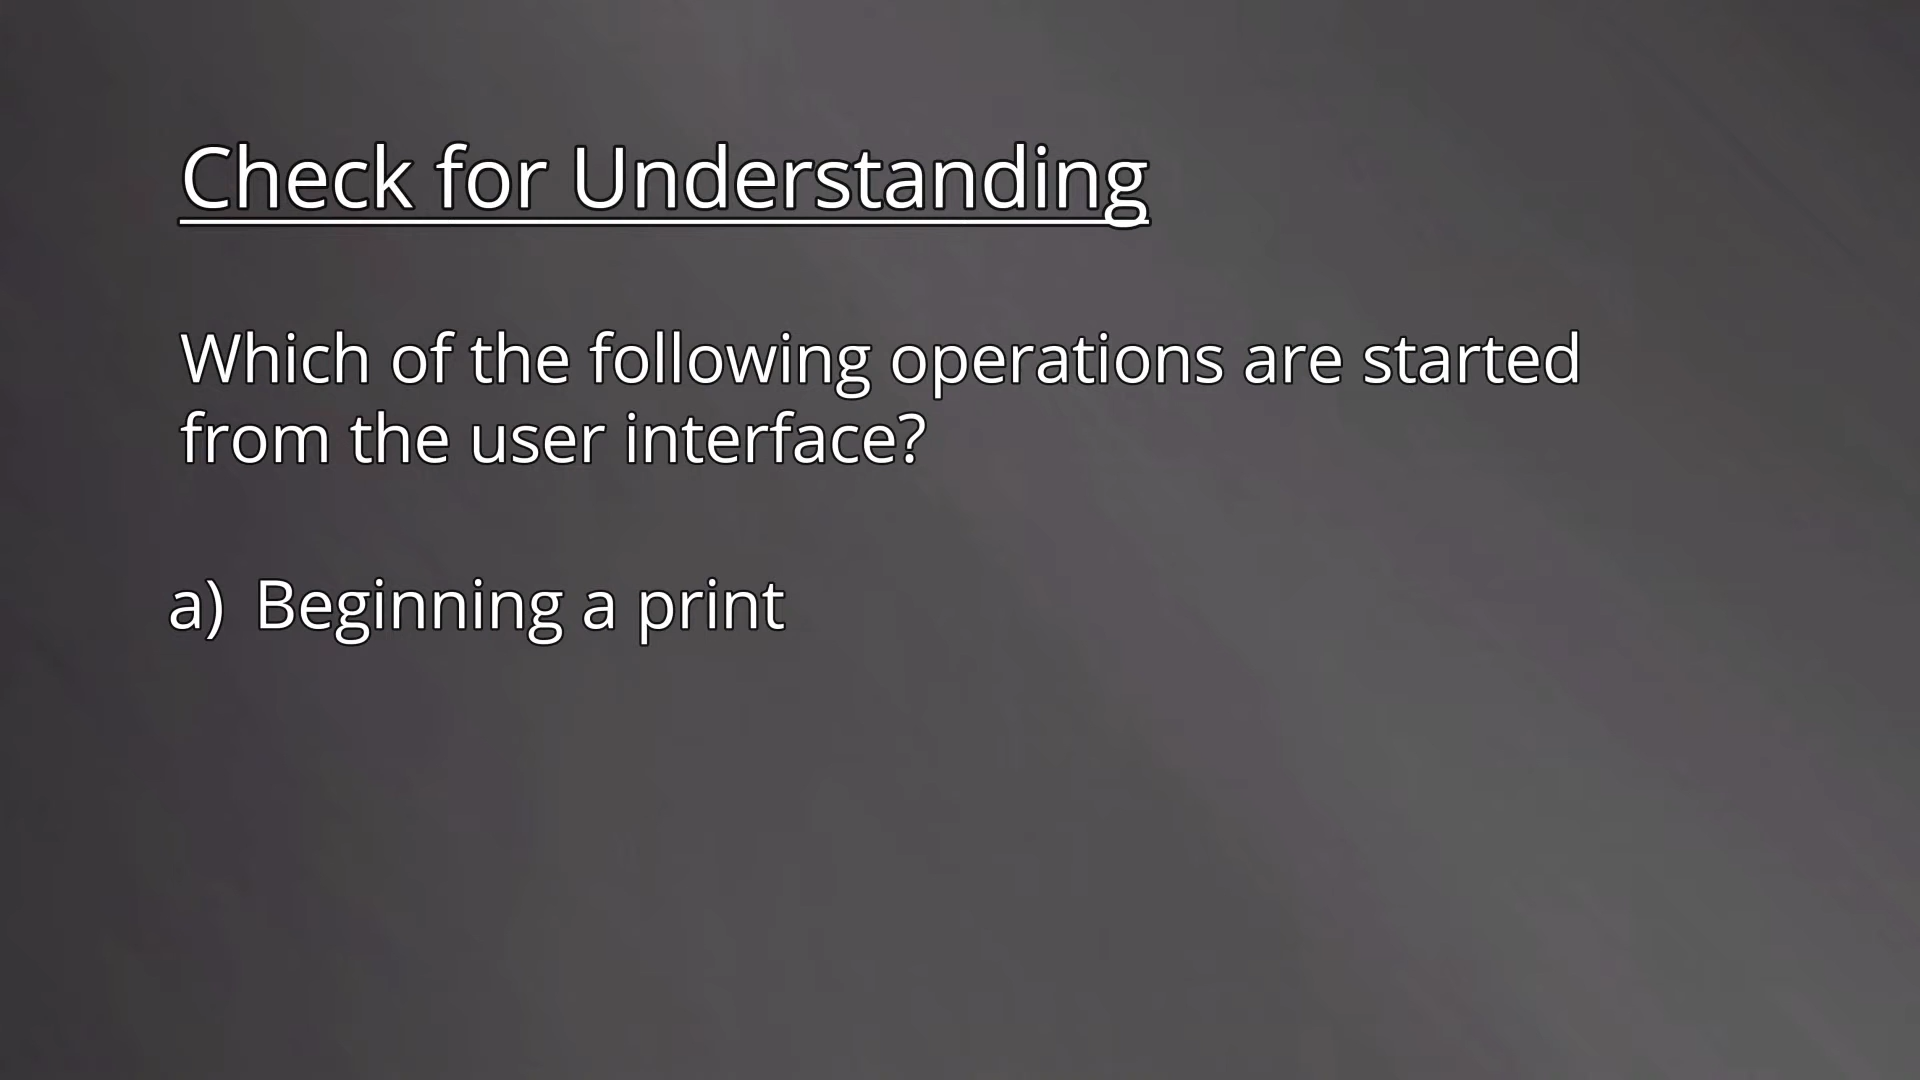 Check for Understanding
Which of the following operations are started
from the user interface?
a) Beginning a print